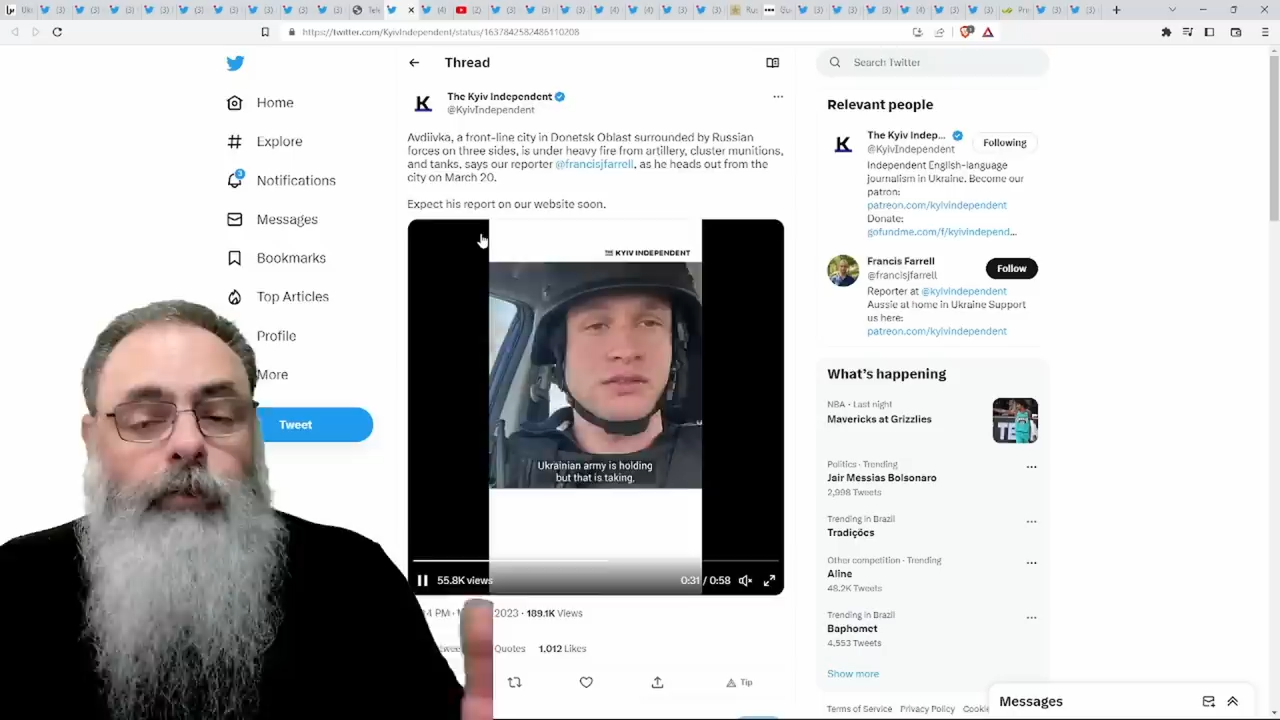 https://twitter.com/KyivIndependent/status/1637842582486110208
Home
Explore
3
Notifications
Messages
Bookmarks
Top Articles
Profile
More
Tweet
Thread
The Kyiv Independent
@KyivIndependent
Avdiivka, a front-line city in Donetsk Oblast surrounded by Russian
forces on three sides, is under heavy fire from artillery, cluster munitions,
and tanks, says our reporter @francisjfarrell, as he heads out from the
city on March 20.
Expect his report on our website soon.
THE KYIV INDEPENDENT
Ukrainian army is holding
but that is taking,
55.8K views
0:31 / 0:58
2023 · 189.1K Views
Quotes 1,012 Likes
Tip
Search Twitter
Relevant people
The Kyiv Indep...
@KyivIndependent
Following
Independent English-language
journalism in Ukraine. Become our
patron:
patreon.com/kyivindependent
Donate:
gofundme.com/f/kyivindepend...
Francis Farrell
@francisjfarrell
Follow
Reporter at @kyivindependent
Aussie at home in Ukraine Support
us here:
patreon.com/kyivindependent
What's happening
NBA · Last night
Mavericks at Grizzlies
Politics · Trending
Jair Messias Bolsonaro
2,998 Tweets
Trending in Brazil
Tradições
Other competition · Trending
Aline
48.2K Tweets
Trending in Brazil
Baphomet
4,553 Tweets
Show more
Terms of Service Privacy Policy Cookie
Messages